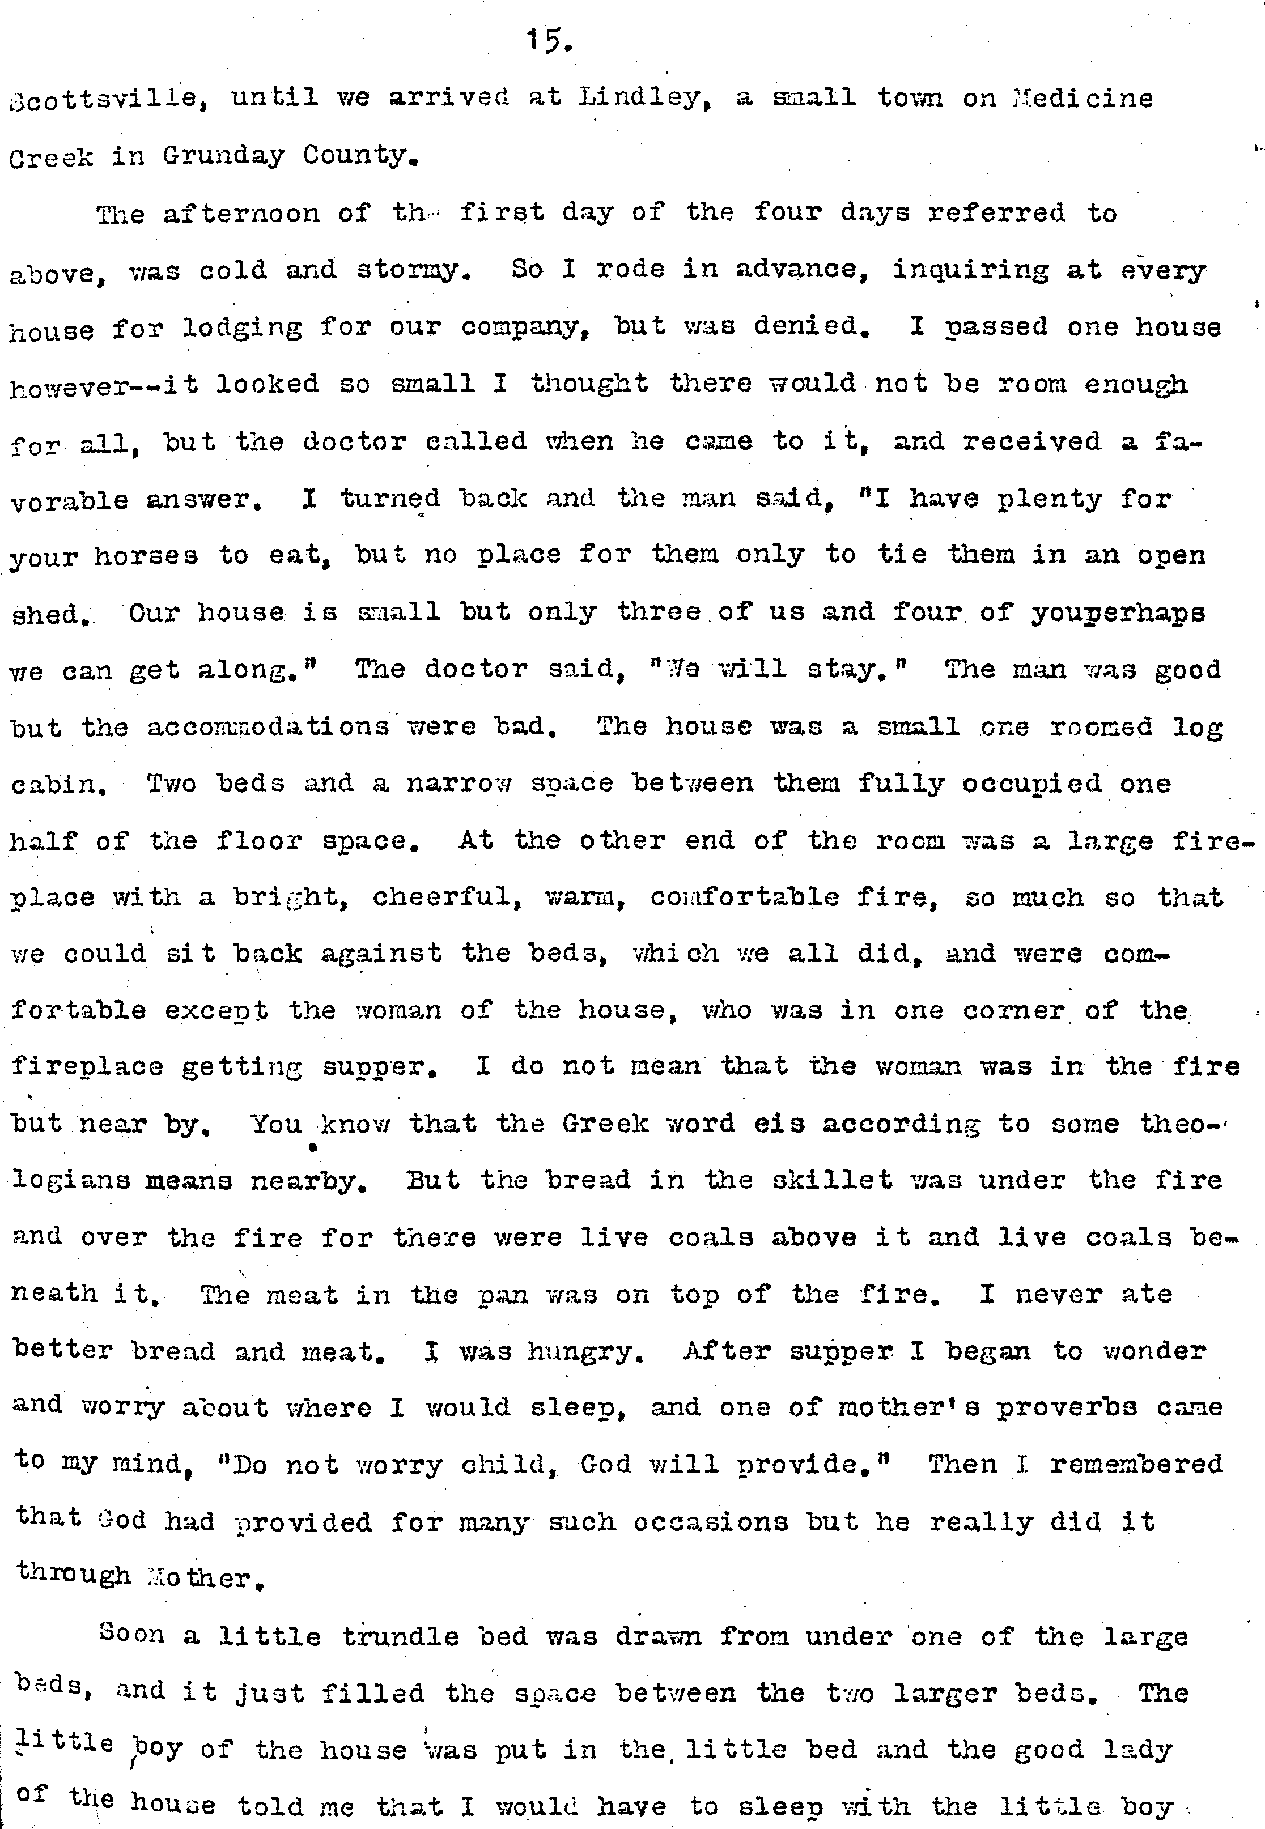 15.
Scottsville, until we arrived at Lindley, a small town on Medicine
Creek in Grunday County.
The afternoon of th- first day of the four days referred to
above, was cold and stormy. So I rode in advance, inquiring at every
house for lodging for our company, but was denied. I passed one house
however--it looked so small I thought there would not be room enough
for all, but the doctor called when he came to it, and received a fa-
vorable answer. I turned back and the man said, "I have plenty for
your horses to eat, but no place for them only to tie them in an open
shed. Our house is small but only three of us and four of youperhaps
we can get along." The doctor said, "We will stay." The man was good
but the accommodations were bad. The house was a small one roomed log
cabin. Two beds and a narrow space between them fully occupied one
half of the floor space. At the other end of the room was a large fire-
place with a bright, cheerful, warm, comfortable fire, so much so that
we could sit back against the beds, which we all did, and were com-
fortable except the woman of the house, who was in one corner of the
fireplace getting supper. I do not mean that the woman was in the fire
but near by. You know that the Greek word eis according to some theo-
logians means nearby. But the bread in the skillet was under the fire
and over the fire for there were live coals above it and live coals be-
neath it. The meat in the pan was on top of the fire. I never ate
better bread and meat. I was hungry. After supper I began to wonder
and worry about where I would sleep, and one of mother's proverbs came
to my mind, "Do not worry child, God will provide." Then I remembered
that God had provided for many such occasions but he really did it
through Mother.
Soon a little trundle bed was drawn from under one of the large
beds, and it just filled the space between the two larger beds. The
little boy of the house was put in the little bed and the good lady
of the house told me that I would have to sleep with the little boy